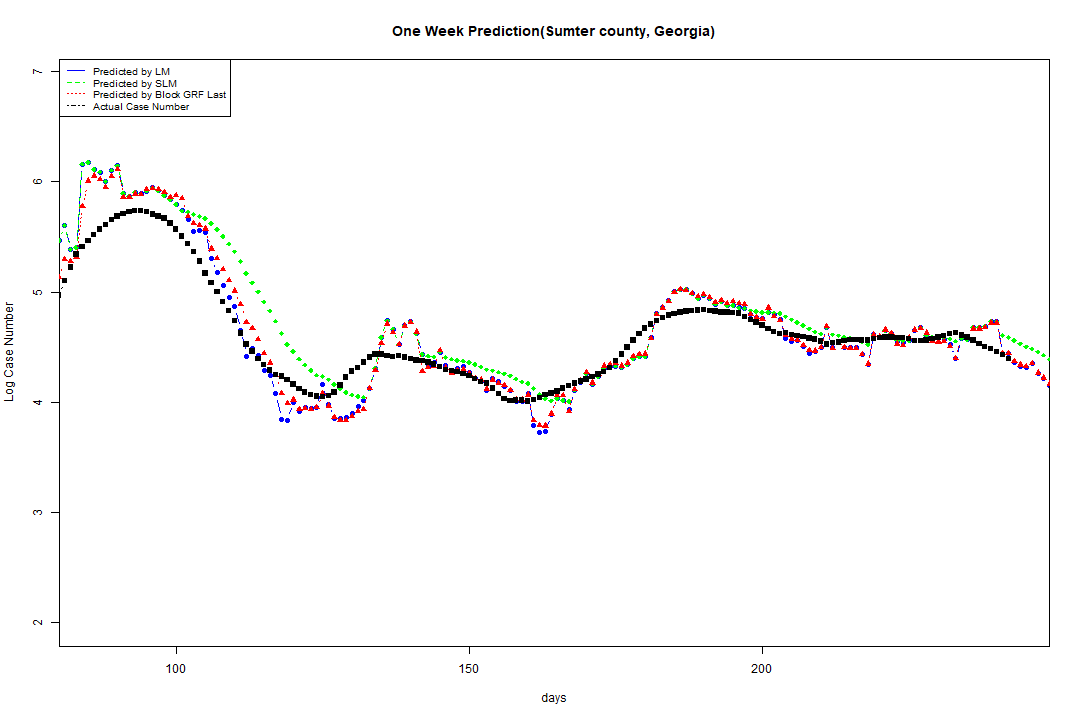 One Week Prediction(Sumter county, Georgia)
Predicted by LM
Predicted by SLM
Predicted by Block GRF Last
Actual Case Number
7
6
5
4
3
2
Log Case Number
100 150 200
days